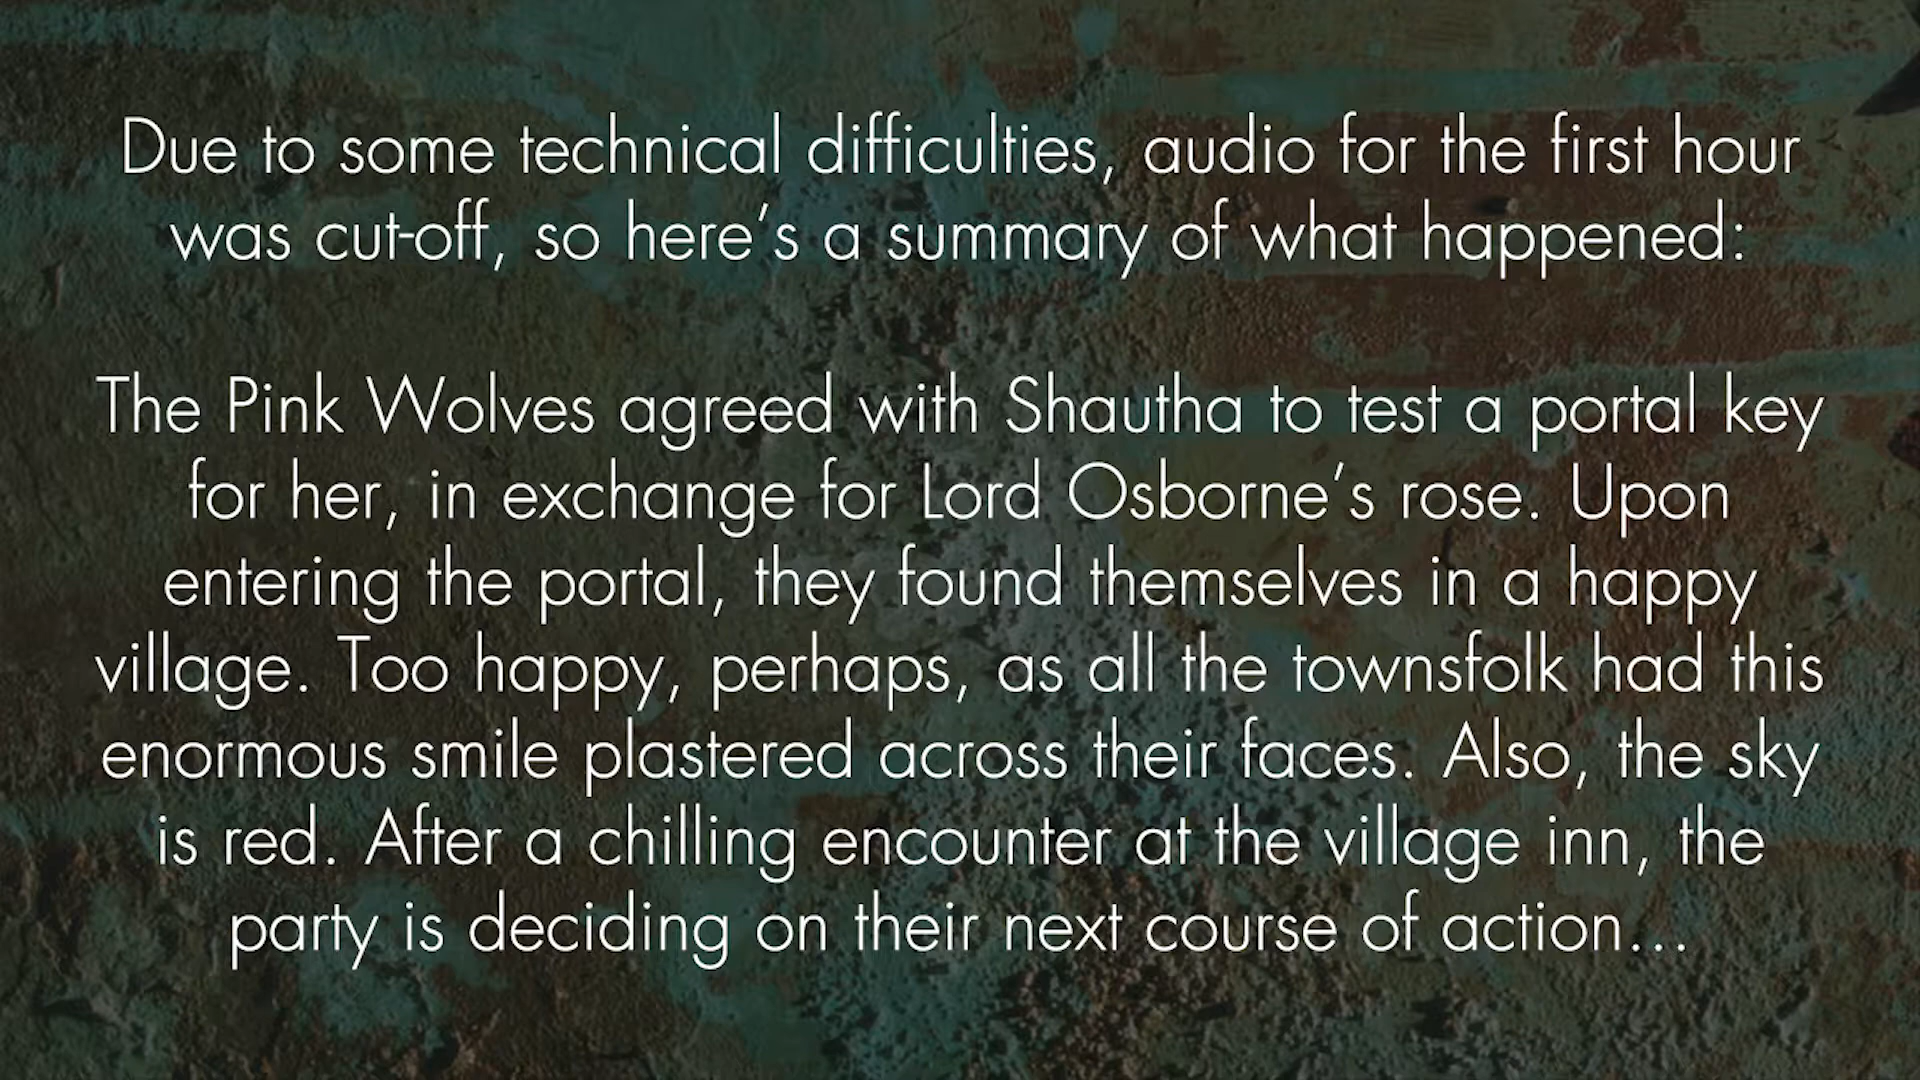 Due to some technical difficulties, audio for the first hour
was cut-off, so here’s a summary of what happened:
The Pink Wolves agreed with Shautha to test a portal key
for her, in exchange for Lord Osborne’s rose. Upon
entering the portal, they found themselves in a happy
village. Too happy, perhaps, as all the townsfolk had this
enormous smile plastered across their faces. Also, the sky
is red. After a chilling encounter at the village inn, the
party is deciding on their next course of action…